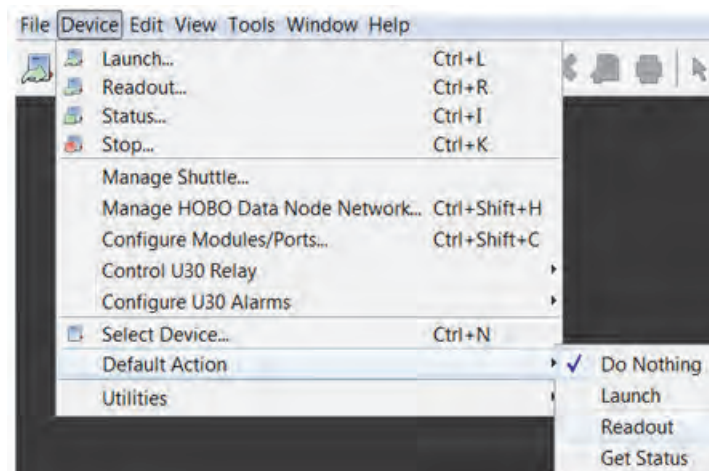 File Device Edit View Tools Window Help
Launch... Ctrl+L
Readout... Ctrl+R
Status... Ctrl+I
Stop... Ctrl+K
Manage Shuttle...
Manage HOBO Data Node Network... Ctrl+Shift+H
Configure Modules/Ports... Ctrl+Shift+C
Control U30 Relay
Configure U30 Alarms
Select Device... Ctrl+N
Default Action
Do Nothing
Utilities
Launch
Readout
Get Status